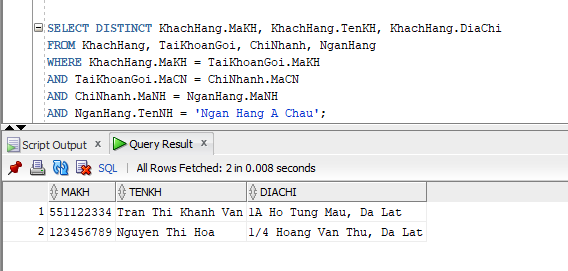 SELECT DISTINCT KhachHang.MaKH, KhachHang.TenKH, KhachHang.DiaChi
FROM KhachHang, TaiKhoanGoi, ChiNhanh, NganHang
WHERE KhachHang.MaKH = TaiKhoanGoi.MaKH
AND TaiKhoanGoi.MaCN = ChiNhanh.MaCN
AND ChiNhanh.MaNH = NganHang.MaNH
AND NganHang.TenNH = 'Ngan Hang A Chau';
Script Output x Query Result x
SQL | All Rows Fetched: 2 in 0.008 seconds
MAKH TENKH DIACHI
1 551122334 Tran Thi Khanh Van 1A Ho Tung Mau, Da Lat
2 123456789 Nguyen Thi Hoa 1/4 Hoang Van Thu, Da Lat